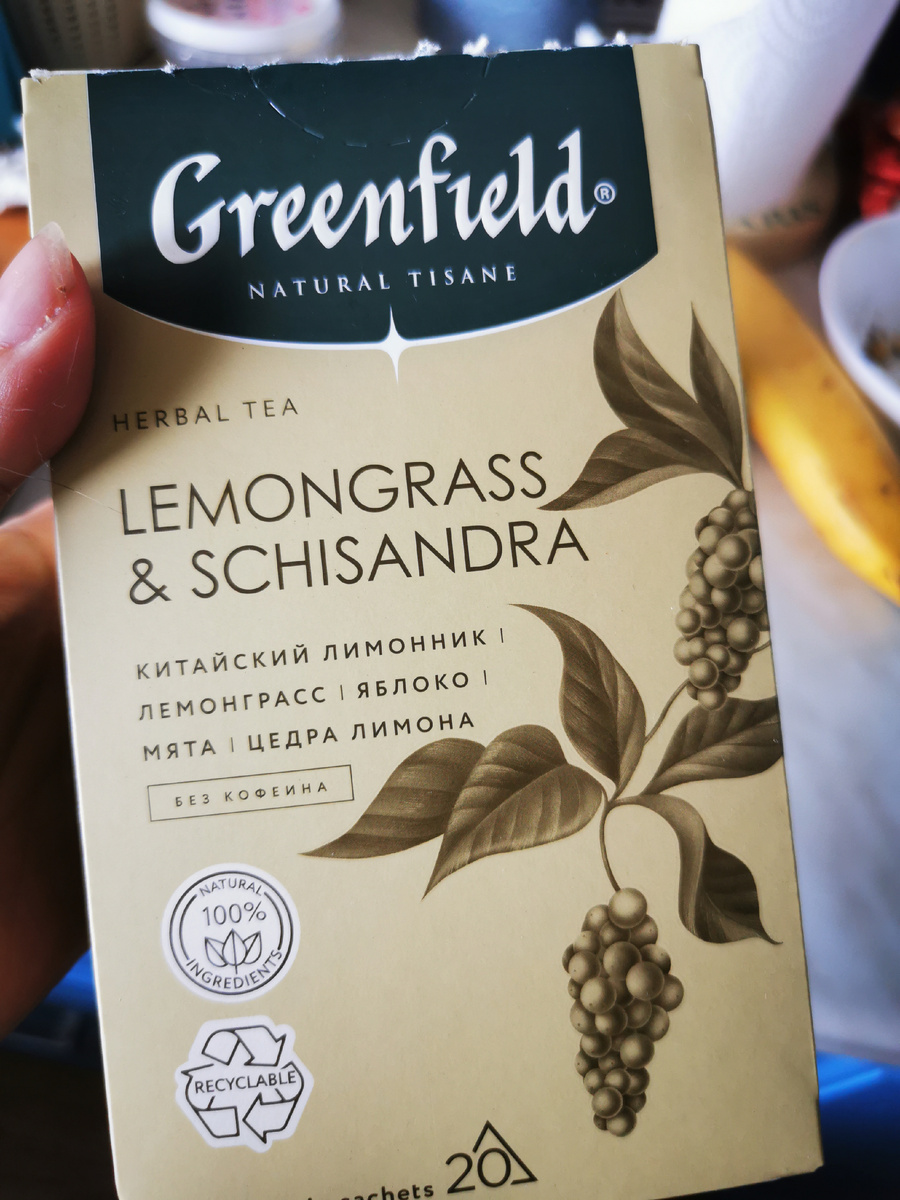 Greenfield®
NATURAL TISANE
HERBAL TEA
LEMONGRASS
& SCHISANDRA
КИТАЙСКИЙ ЛИМОННИК |
ЛЕМОНГРАСС | ЯБЛОКО |
МЯТА | ЦЕДРА ЛИМОНА
БЕЗ КОФЕИНА
NATURAL
100%
INGREDIENTS
RECYCLABLE
sachets 20